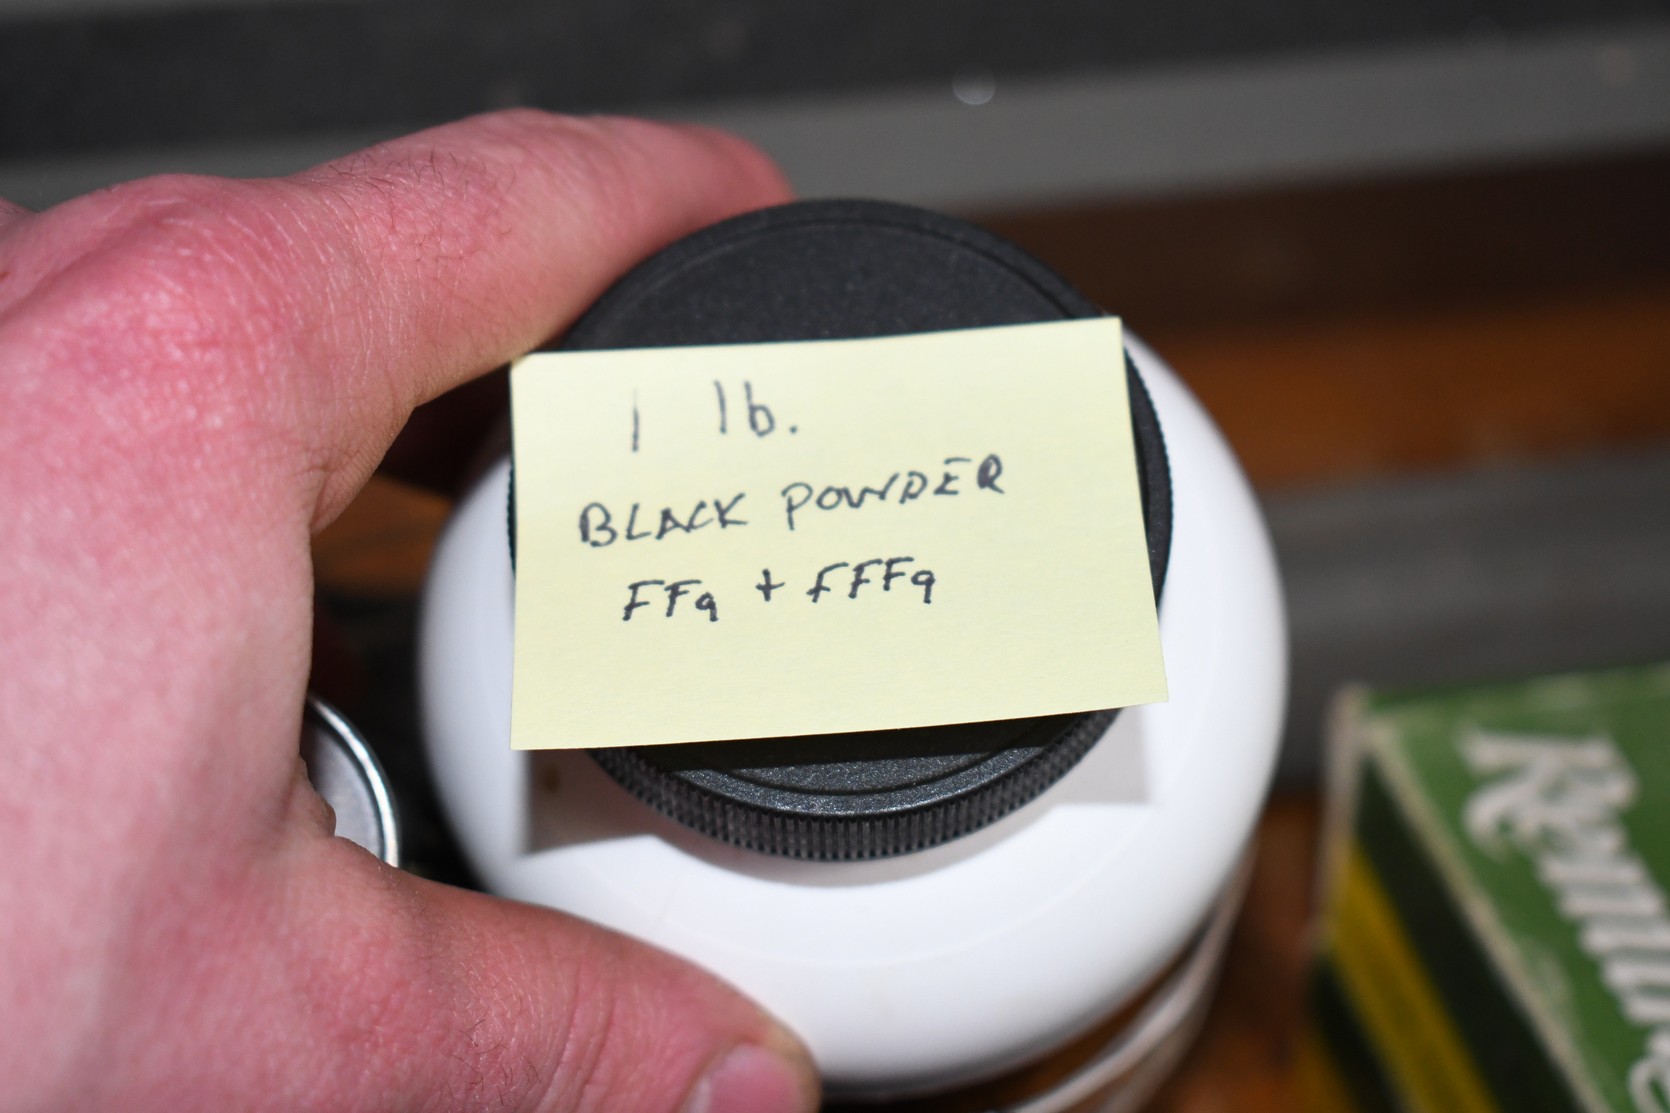 1 lb.
BLACK POWDER
FFg + FFFg